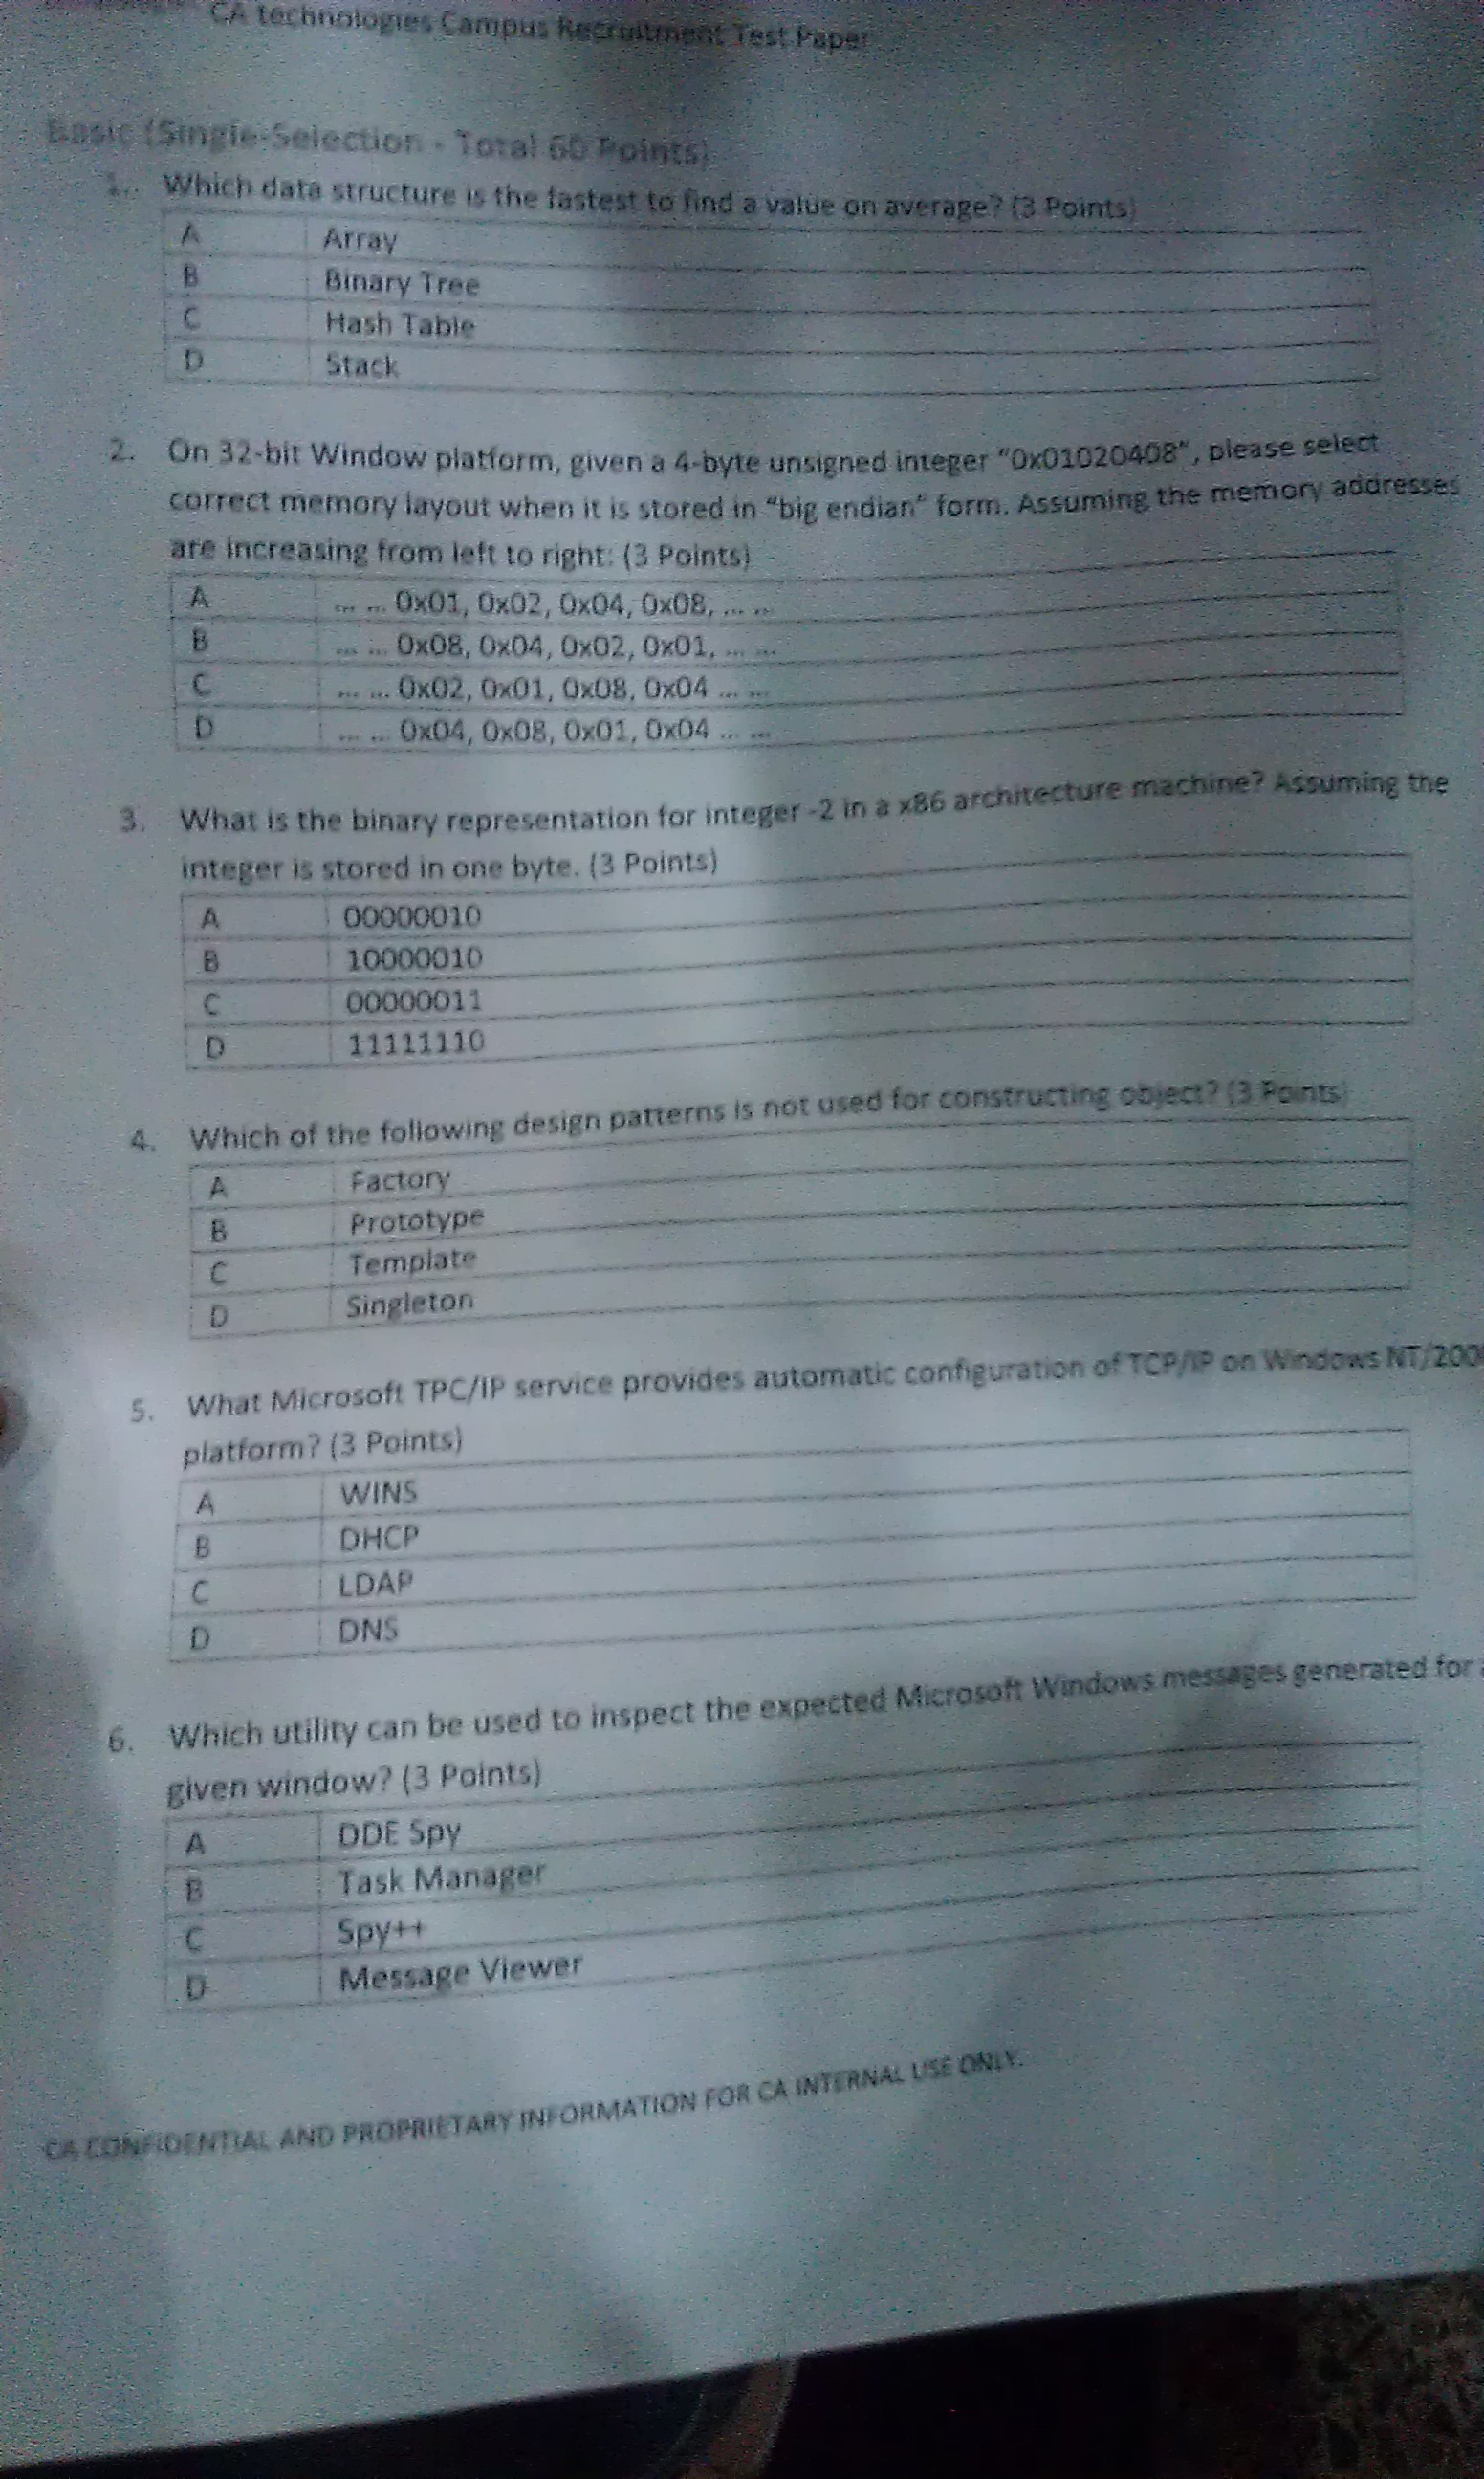 CA technologies Campus Recruitment Test Paper
Basic (Single-Selection - Total 60 Points)
1. Which data structure is the fastest to find a value on average? (3 Points)
A Array
B Binary Tree
C Hash Table
D Stack
2. On 32-bit Window platform, given a 4-byte unsigned integer "0x01020408", please select
correct memory layout when it is stored in "big endian" form. Assuming the memory addresses
are increasing from left to right: (3 Points)
A ... ... 0x01, 0x02, 0x04, 0x08, ... ...
B ... ... 0x08, 0x04, 0x02, 0x01, ... ...
C ... ... 0x02, 0x01, 0x08, 0x04 ... ...
D ... ... 0x04, 0x08, 0x01, 0x04 ... ...
3. What is the binary representation for integer -2 in a x86 architecture machine? Assuming the
integer is stored in one byte. (3 Points)
A 00000010
B 10000010
C 00000011
D 11111110
4. Which of the following design patterns is not used for constructing object? (3 Points)
A Factory
B Prototype
C Template
D Singleton
5. What Microsoft TPC/IP service provides automatic configuration of TCP/IP on Windows NT/200
platform? (3 Points)
A WINS
B DHCP
C LDAP
D DNS
6. Which utility can be used to inspect the expected Microsoft Windows messages generated for a
given window? (3 Points)
A DDE Spy
B Task Manager
C Spy++
D Message Viewer
CA CONFIDENTIAL AND PROPRIETARY INFORMATION FOR CA INTERNAL USE ONLY.